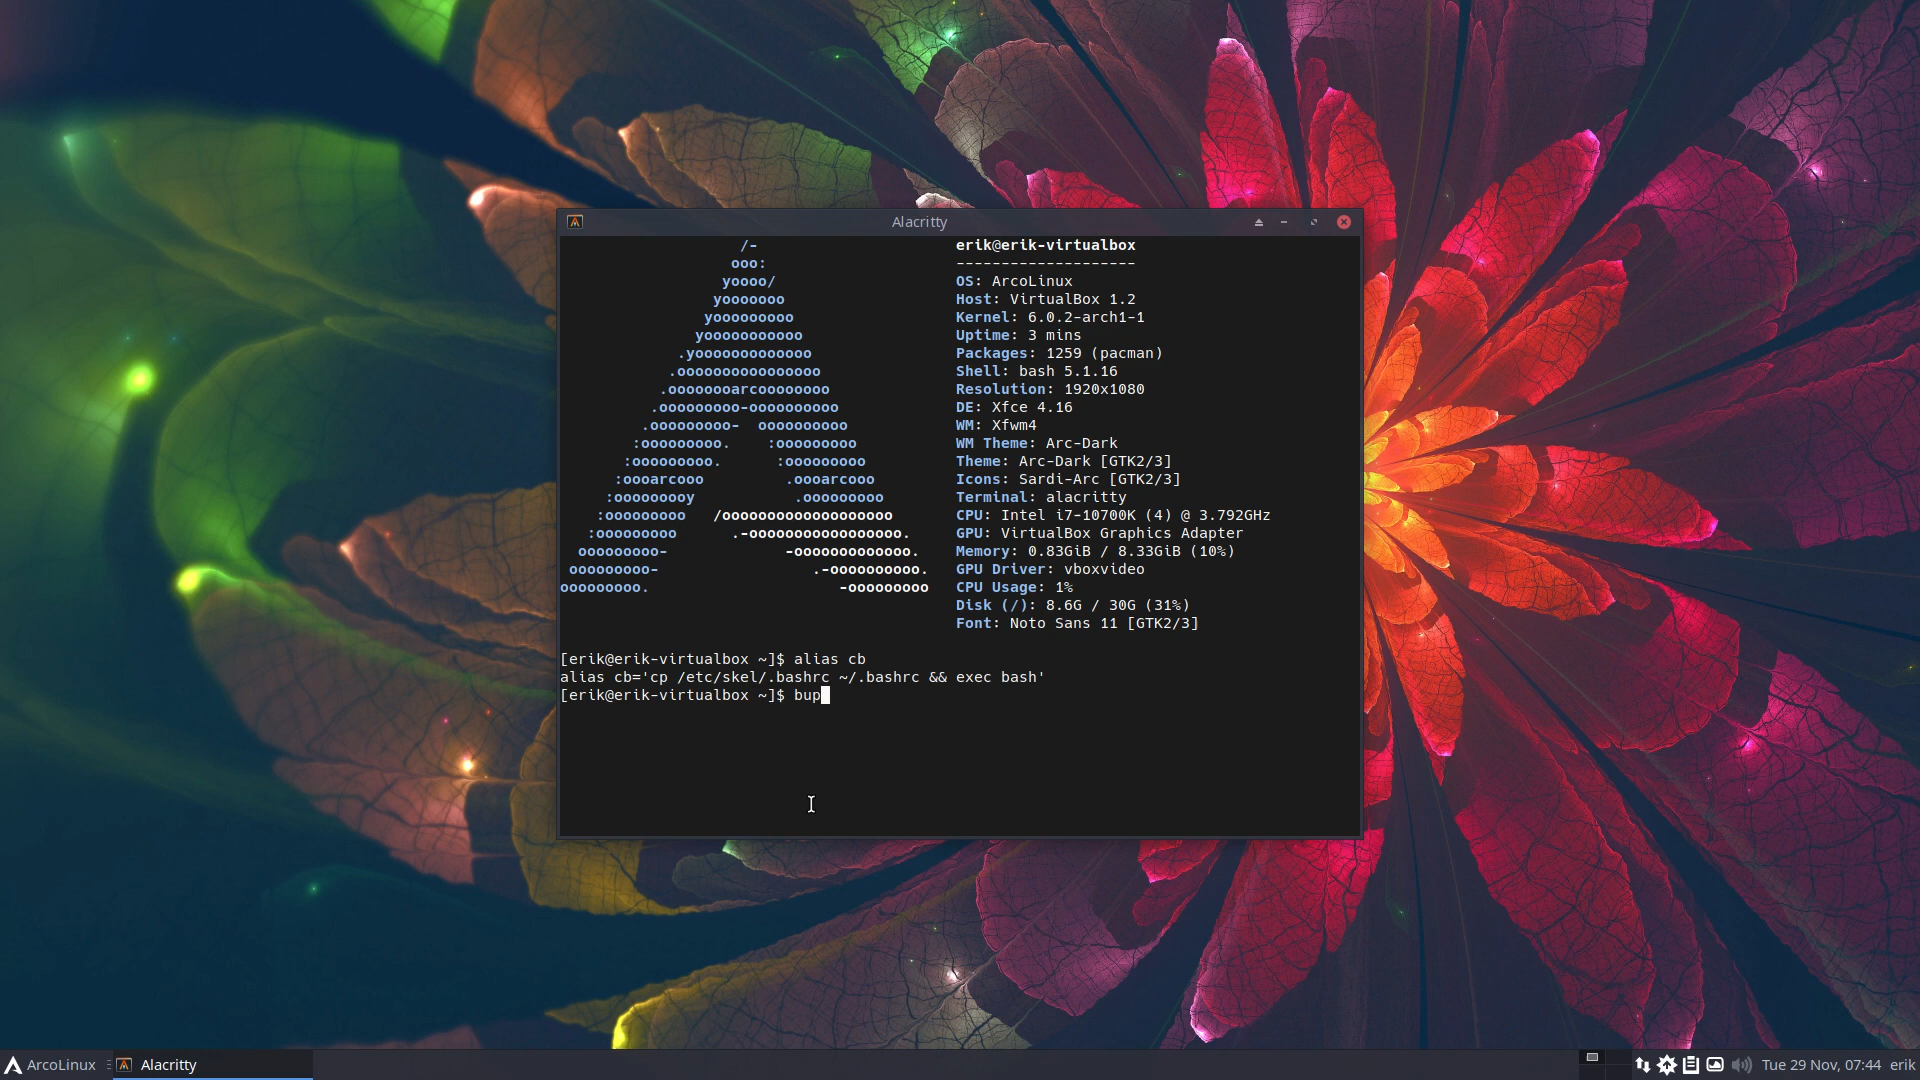 Alacritty
/-
ooo:
yoooo/
yooooooo
yooooooooo
yooooooooooo
.yooooooooooooo
.oooooooooooooooo
.ooooooooarcoooooooo
.ooooooooo-oooooooooo
.ooooooooo-  oooooooooo
:ooooooooo.    :ooooooooo
:ooooooooo.      :ooooooooo
:oooarcooo         .oooarcooo
:ooooooooy           .ooooooooo
:ooooooooo   /ooooooooooooooooooo
:ooooooooo      .-ooooooooooooooooo.
ooooooooo-             -ooooooooooooo.
ooooooooo-                 .-oooooooooo.
ooooooooo.                     -ooooooooo
erik@erik-virtualbox
--------------------
OS: ArcoLinux
Host: VirtualBox 1.2
Kernel: 6.0.2-arch1-1
Uptime: 3 mins
Packages: 1259 (pacman)
Shell: bash 5.1.16
Resolution: 1920x1080
DE: Xfce 4.16
WM: Xfwm4
WM Theme: Arc-Dark
Theme: Arc-Dark [GTK2/3]
Icons: Sardi-Arc [GTK2/3]
Terminal: alacritty
CPU: Intel i7-10700K (4) @ 3.792GHz
GPU: VirtualBox Graphics Adapter
Memory: 0.83GiB / 8.33GiB (10%)
GPU Driver: vboxvideo
CPU Usage: 1%
Disk (/): 8.6G / 30G (31%)
Font: Noto Sans 11 [GTK2/3]
[erik@erik-virtualbox ~]$ alias cb
alias cb='cp /etc/skel/.bashrc ~/.bashrc && exec bash'
[erik@erik-virtualbox ~]$ bup
ArcoLinux
Alacritty
Tue 29 Nov, 07:44
erik